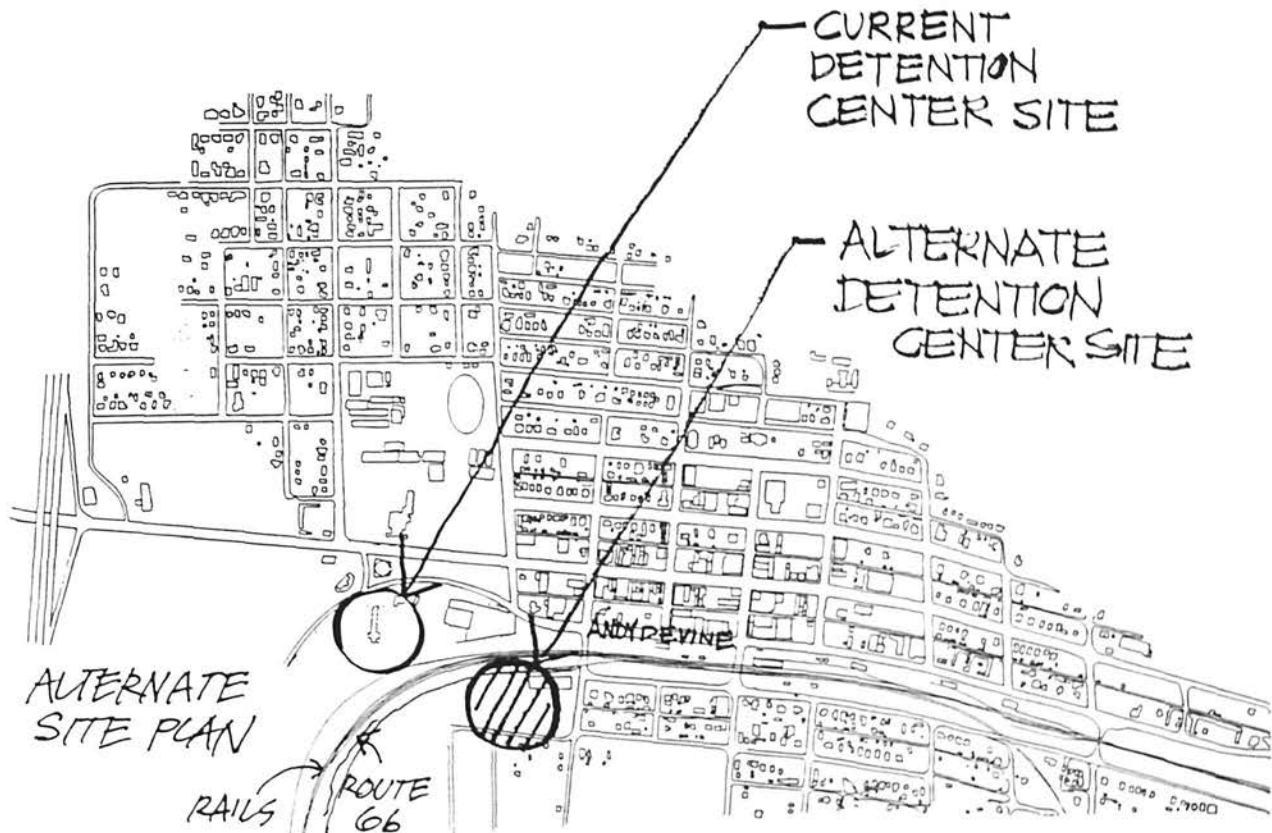 CURRENT
DETENTION
CENTER SITE
ALTERNATE
DETENTION
CENTER SITE
ANDY DEVINE
ALTERNATE
SITE PLAN
RAILS
ROUTE
66